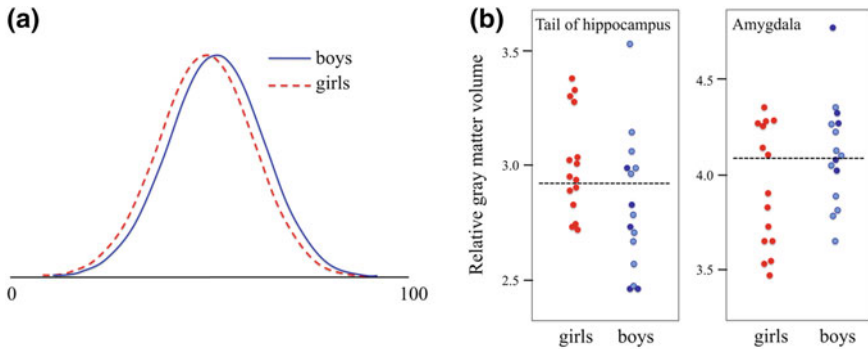 (a)
boys
girls
0
100
(b)
Relative gray matter volume
Tail of hippocampus
3.5
3.0
2.5
girls boys
Amygdala
4.5
4.0
3.5
girls boys